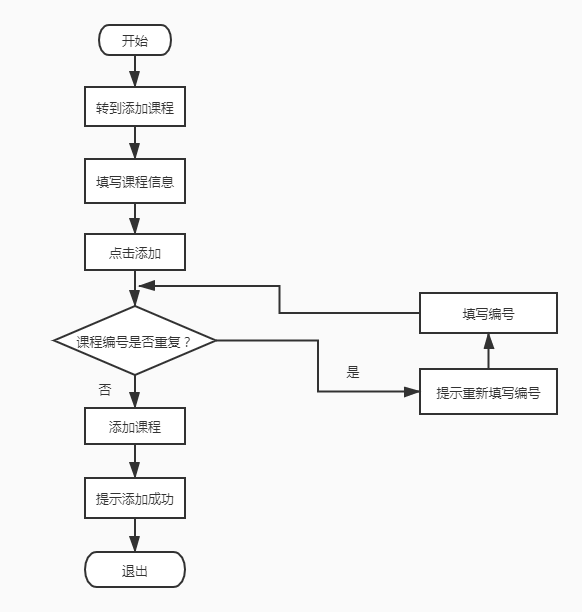 开始
转到添加课程
填写课程信息
点击添加
填写编号
课程编号是否重复？
是
提示重新填写编号
否
添加课程
提示添加成功
退出